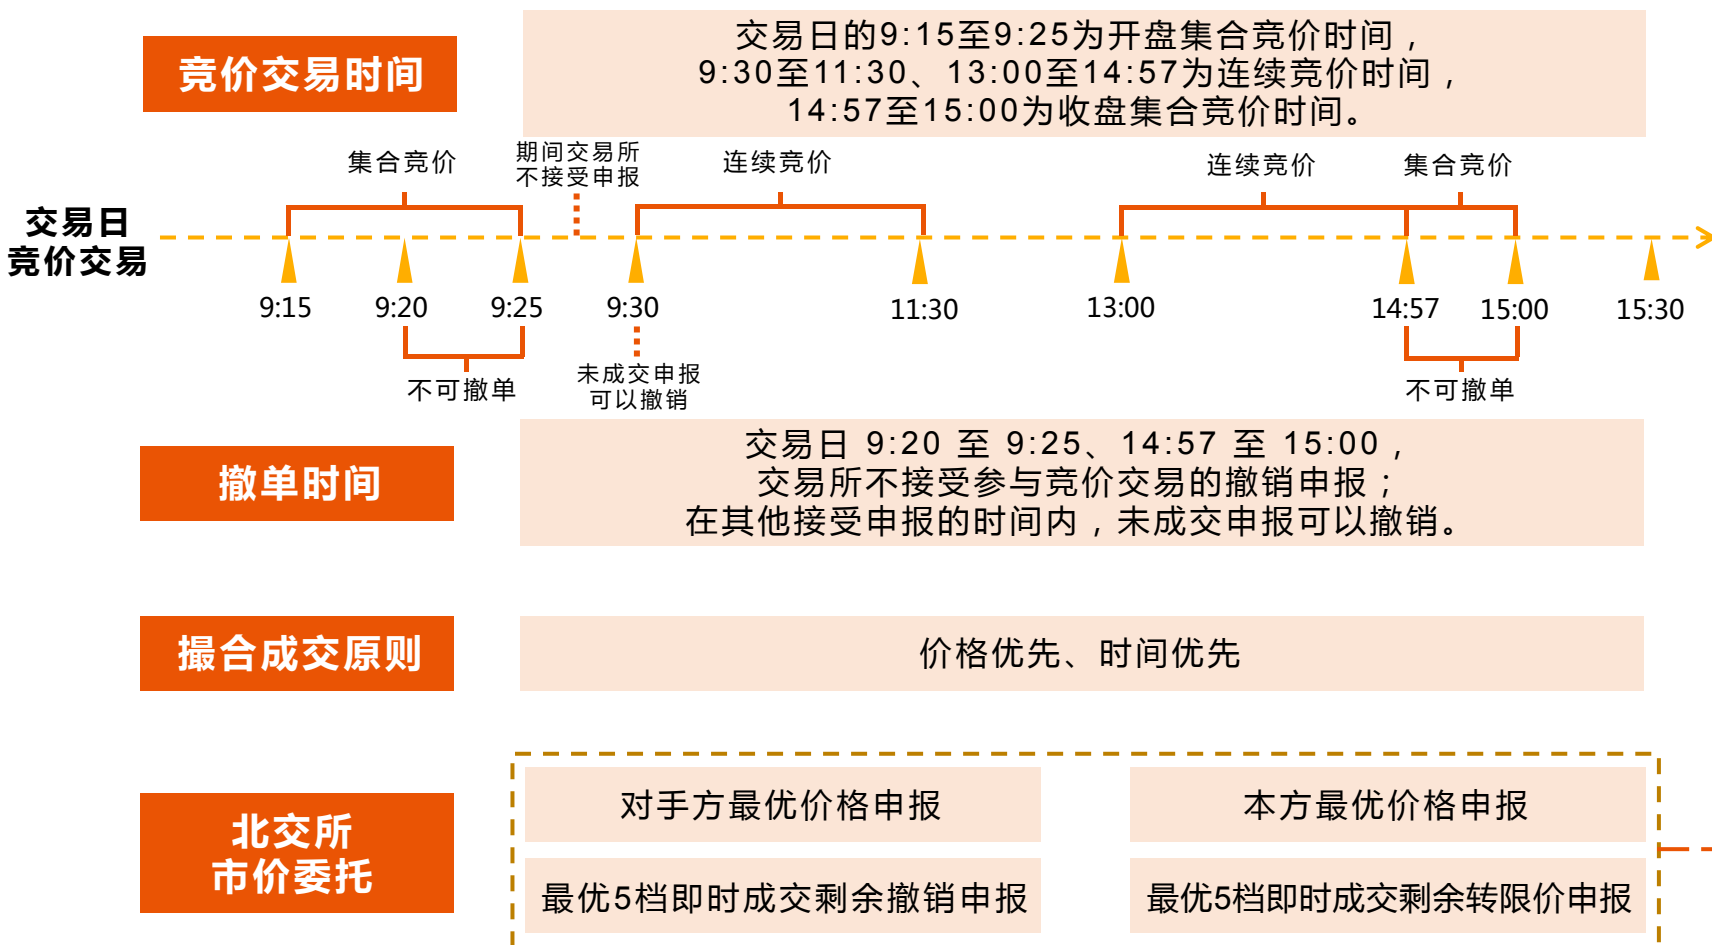 竞价交易时间
交易日的9:15至9:25为开盘集合竞价时间，
9:30至11:30、13:00至14:57为连续竞价时间，
14:57至15:00为收盘集合竞价时间。
集合竞价
期间交易所
不接受申报
连续竞价
连续竞价
集合竞价
交易日
竞价交易
9:15
9:20
9:25
9:30
11:30
13:00
14:57
15:00
15:30
不可撤单
未成交申报
可以撤销
不可撤单
撤单时间
交易日 9:20 至 9:25、14:57 至 15:00，
交易所不接受参与竞价交易的撤销申报；
在其他接受申报的时间内，未成交申报可以撤销。
撮合成交原则
价格优先、时间优先
北交所
市价委托
对手方最优价格申报
本方最优价格申报
最优5档即时成交剩余撤销申报
最优5档即时成交剩余转限价申报